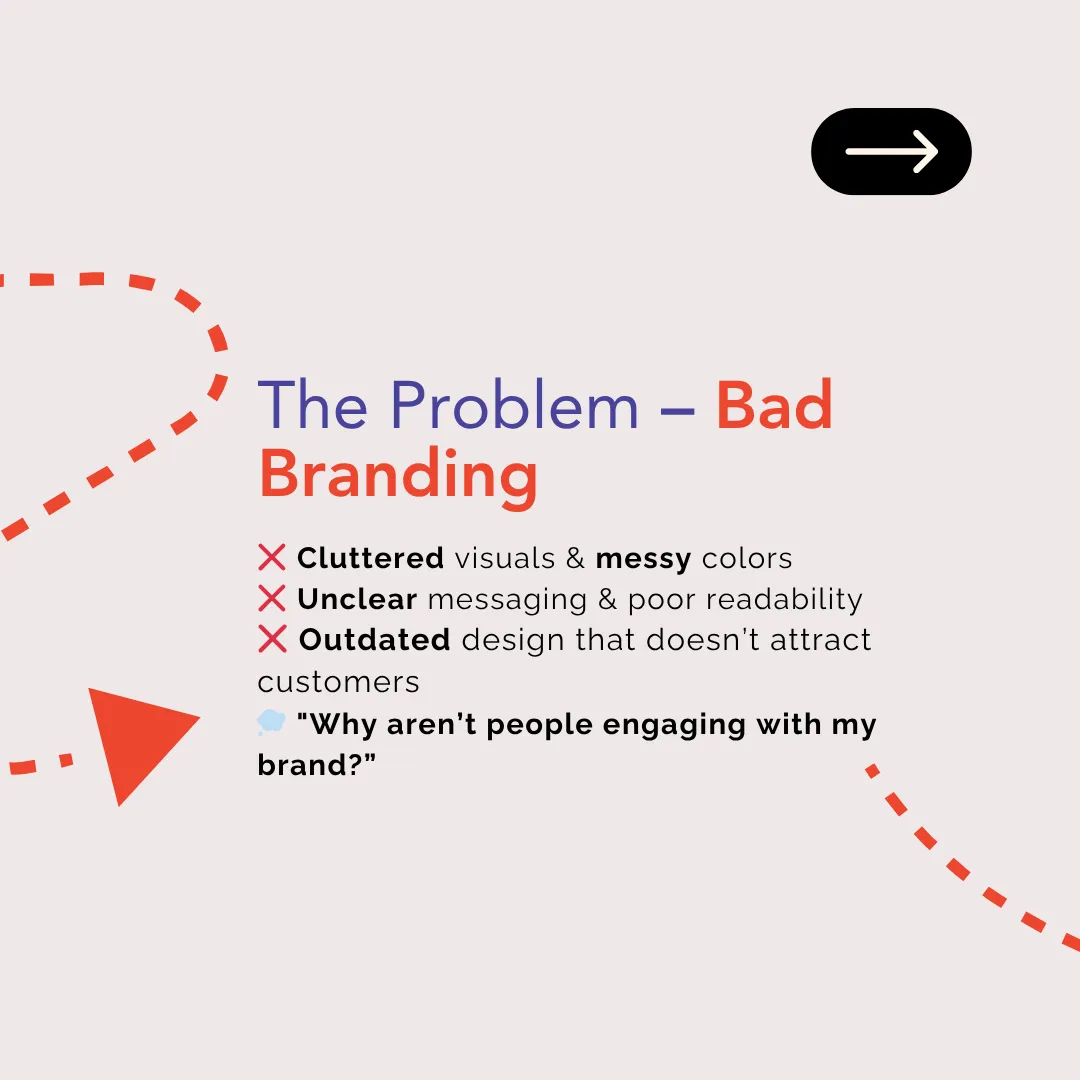 The Problem – Bad
Branding
❌ Cluttered visuals & messy colors
❌ Unclear messaging & poor readability
❌ Outdated design that doesn’t attract
customers
💭 "Why aren’t people engaging with my
brand?”